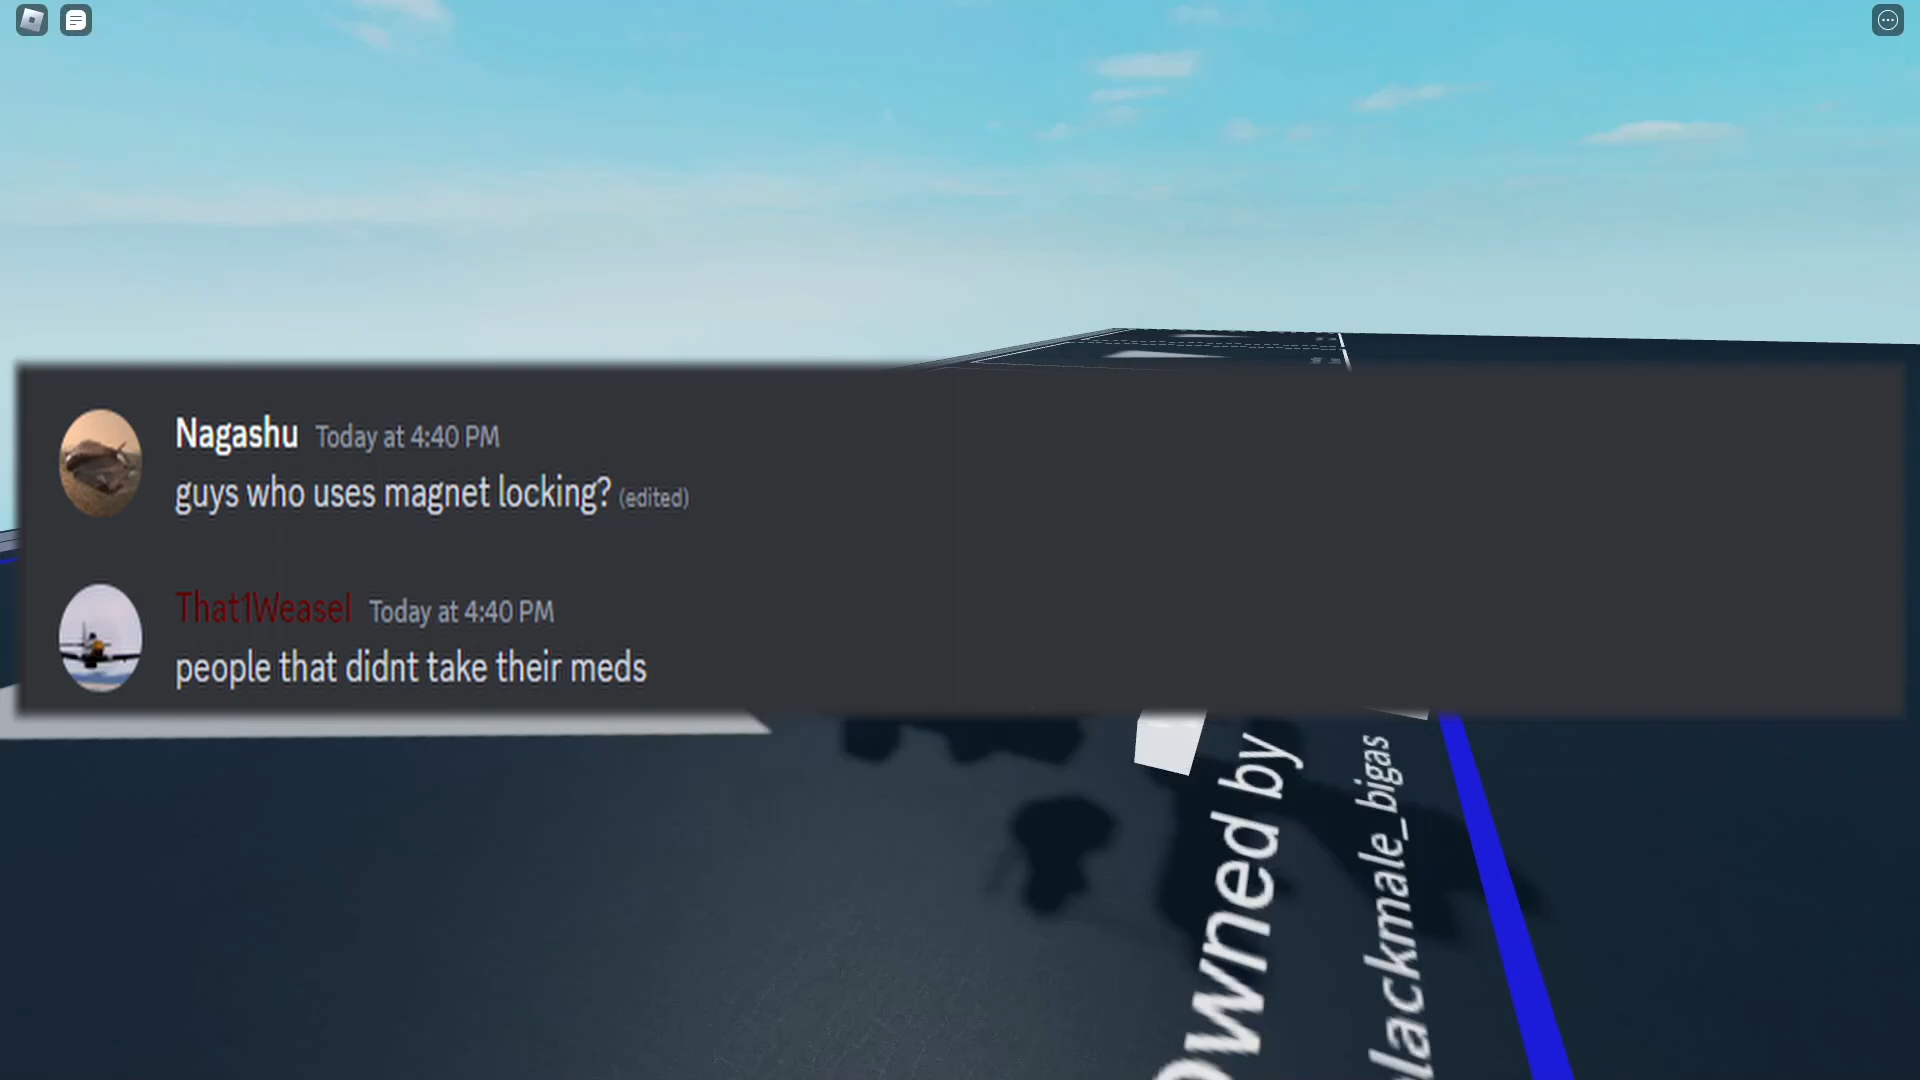 Nagashu Today at 4:40 PM
guys who uses magnet locking? (edited)
That1Weasel Today at 4:40 PM
people that didnt take their meds
Owned by
lackmale_bigas